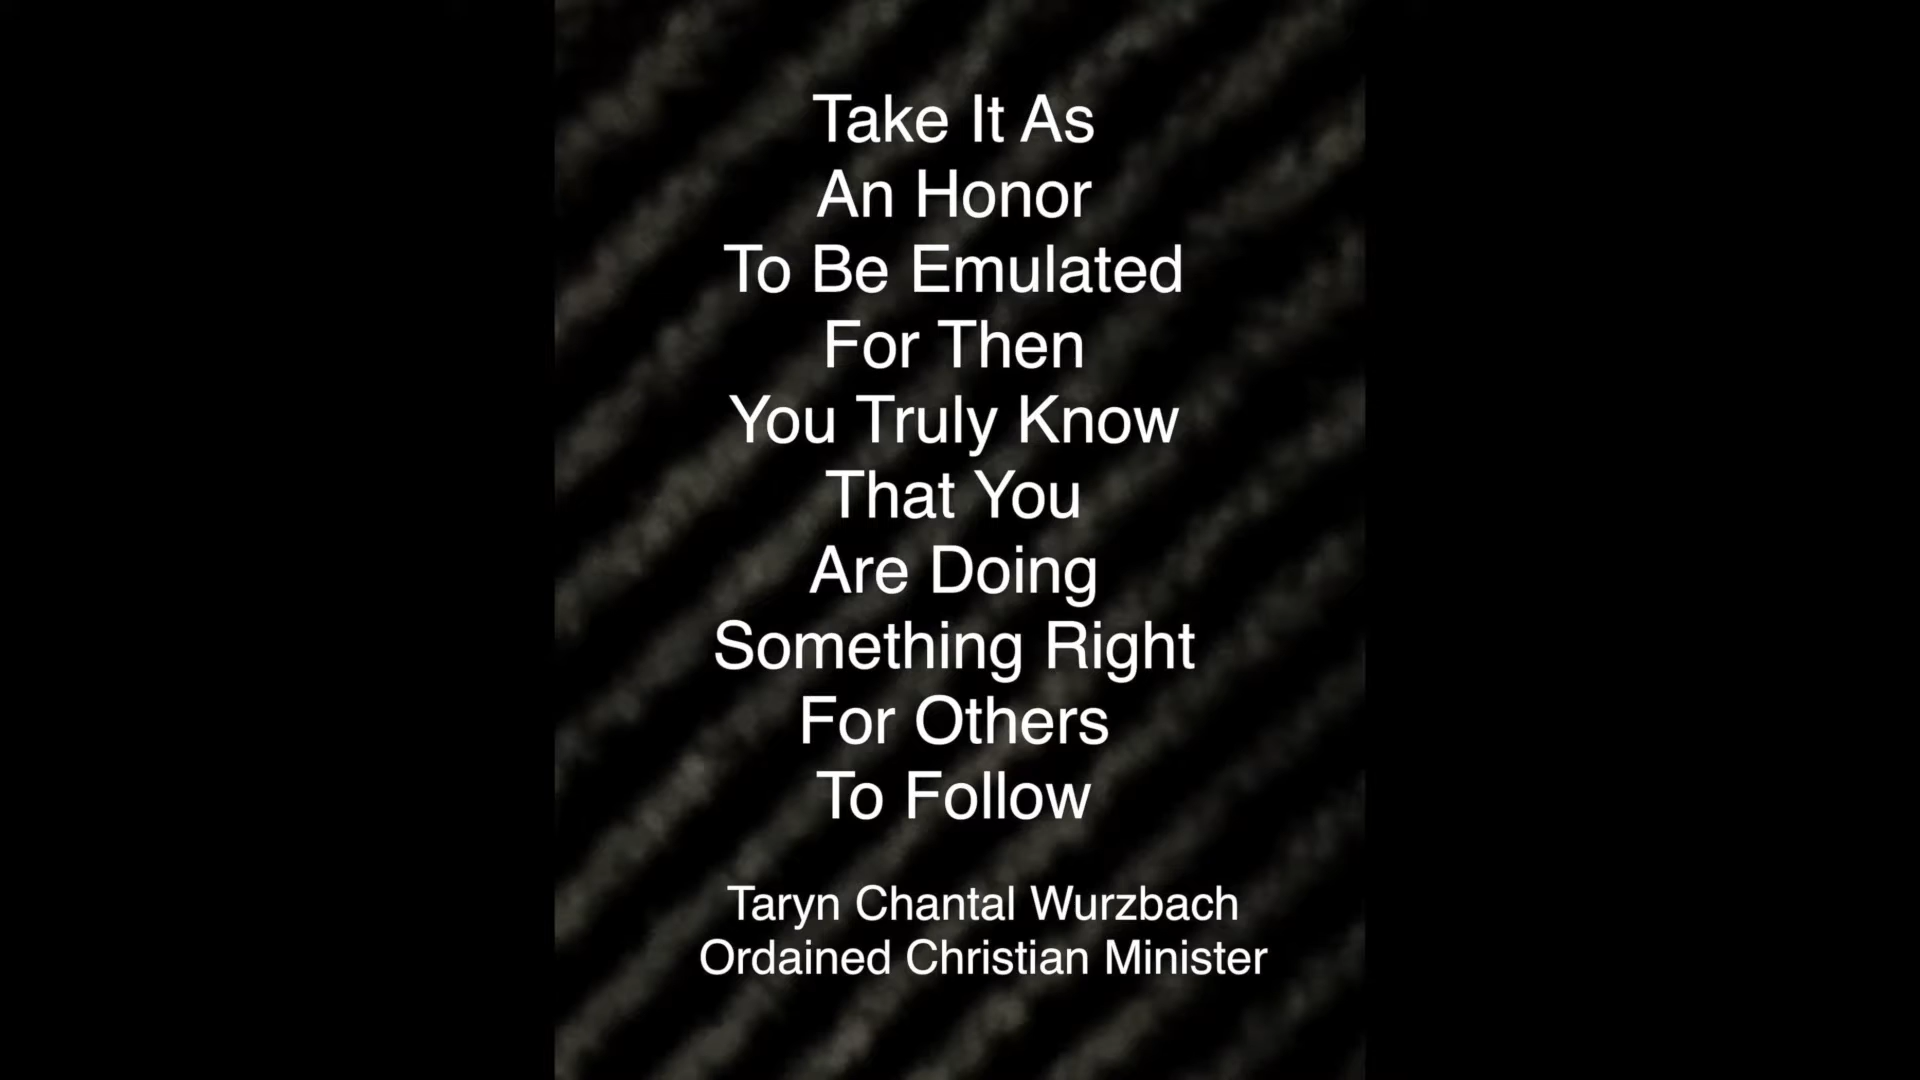 Take It As
An Honor
To Be Emulated
For Then
You Truly Know
That You
Are Doing
Something Right
For Others
To Follow
Taryn Chantal Wurzbach
Ordained Christian Minister